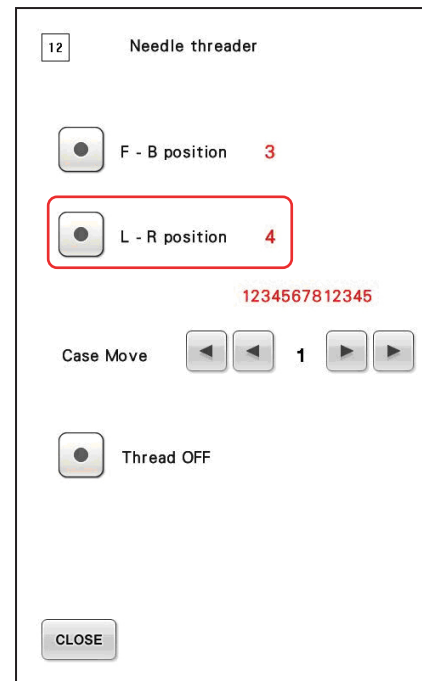 12 Needle threader
F - B position 3
L - R position 4
1234567812345
Case Move 1
Thread OFF
CLOSE